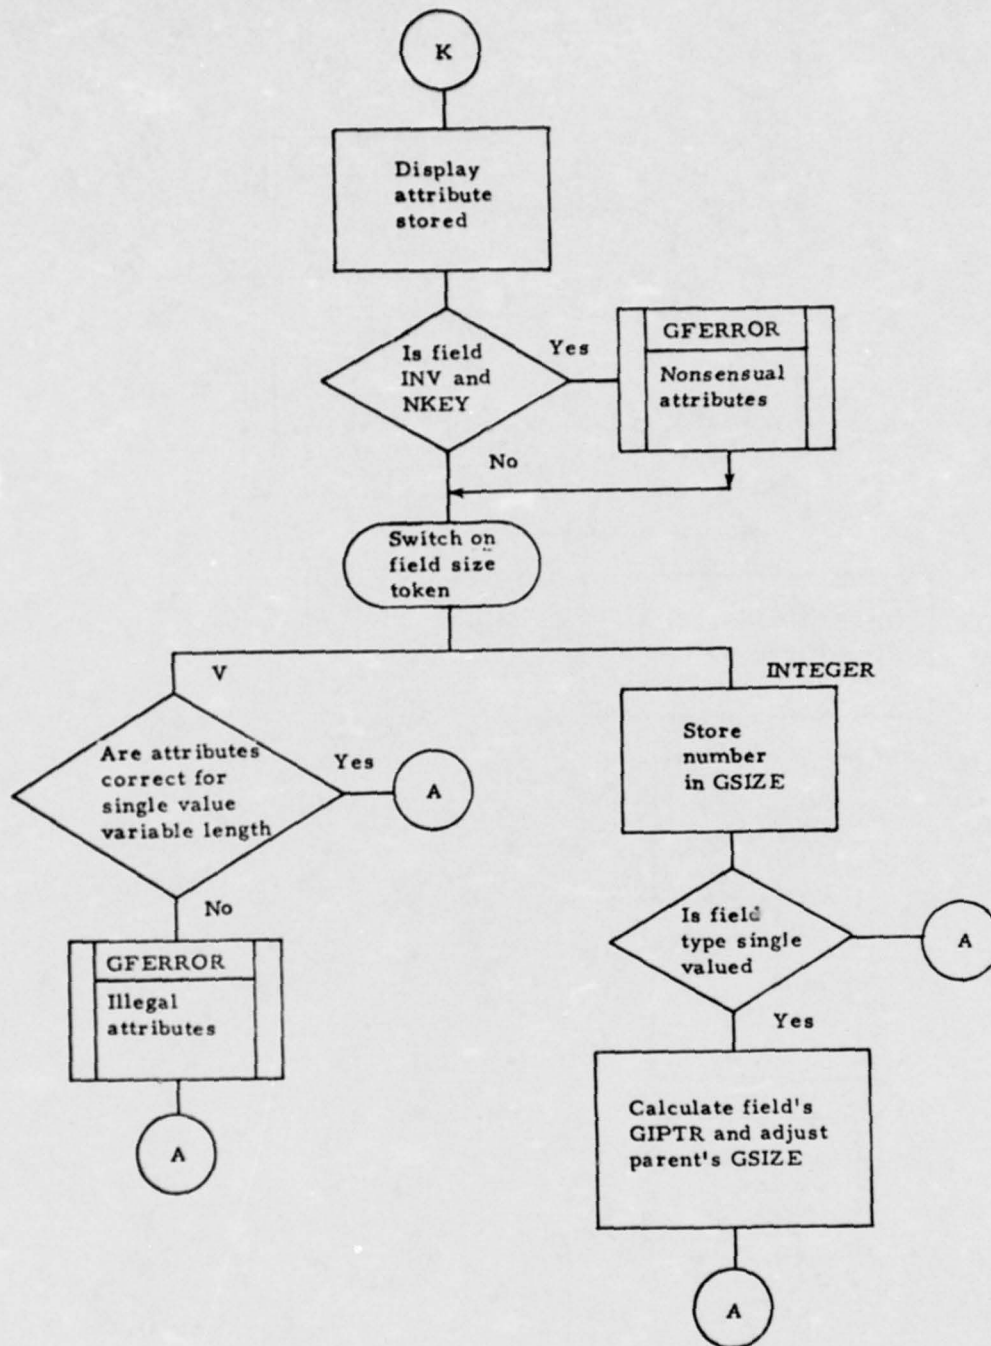 K
Display
attribute
stored
Is field
INV and
NKEY
Yes
GFERROR
Nonsensual
attributes
No
Switch on
field size
token
V
INTEGER
Are attributes
correct for
single value
variable length
Yes
A
Store
number
in GSIZE
No
Is field
type single
valued
A
GFERROR
Illegal
attributes
Yes
Calculate field's
GIPTR and adjust
parent's GSIZE
A
A